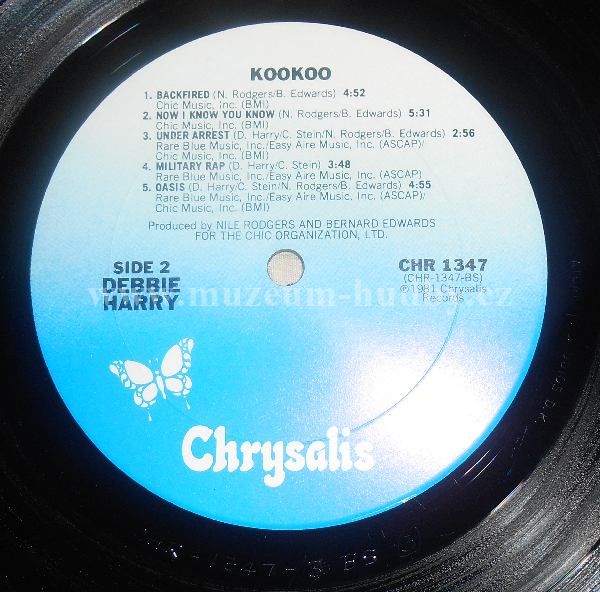 KOOKOO
1. BACKFIRED (N. Rodgers/B. Edwards) 4:52
Chic Music, Inc. (BMI)
2. NOW I KNOW YOU KNOW (N. Rodgers/B. Edwards) 5:31
Chic Music, Inc. (BMI)
3. UNDER ARREST (D. Harry/C. Stein/N. Rodgers/B. Edwards) 2:56
Rare Blue Music, Inc./Easy Aire Music, Inc. (ASCAP)/
Chic Music, Inc. (BMI)
4. MILITARY RAP (D. Harry/C. Stein) 3:48
Rare Blue Music, Inc./Easy Aire Music, Inc. (ASCAP)
5. OASIS (D. Harry/C. Stein/N. Rodgers/B. Edwards) 4:55
Rare Blue Music, Inc./Easy Aire Music, Inc. (ASCAP)/
Chic Music, Inc. (BMI)
Produced by NILE RODGERS AND BERNARD EDWARDS
FOR THE CHIC ORGANIZATION, LTD.
SIDE 2
DEBBIE
HARRY
CHR 1347
(CHR-1347-BS)
℗1981 Chrysalis
Records
www.muzeum-hudby.cz
Chrysalis